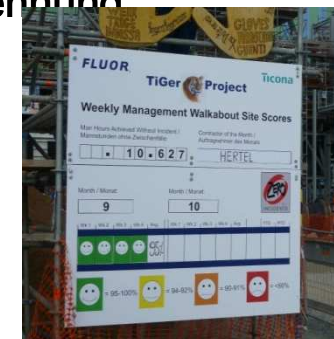 FLUOR
TiGer Project
Ticona
Weekly Management Walkabout Site Scores
Man Hours Achieved Without Incident /
Mannstunden ohne Zwischenfälle
Contractor of the Month /
Auftragnehmer des Monats
. 10.627
HERTEL
Month / Monat:
9
Month / Monat:
10
= 95-100%
= 94-92%
= 90-91%
= <90%
GLOVES